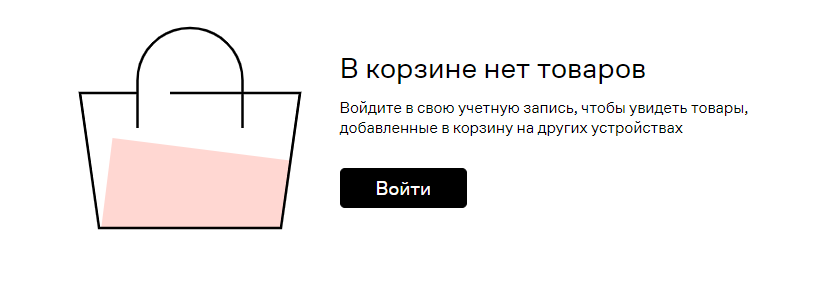 В корзине нет товаров
Войдите в свою учетную запись, чтобы увидеть товары,
добавленные в корзину на других устройствах
Войти